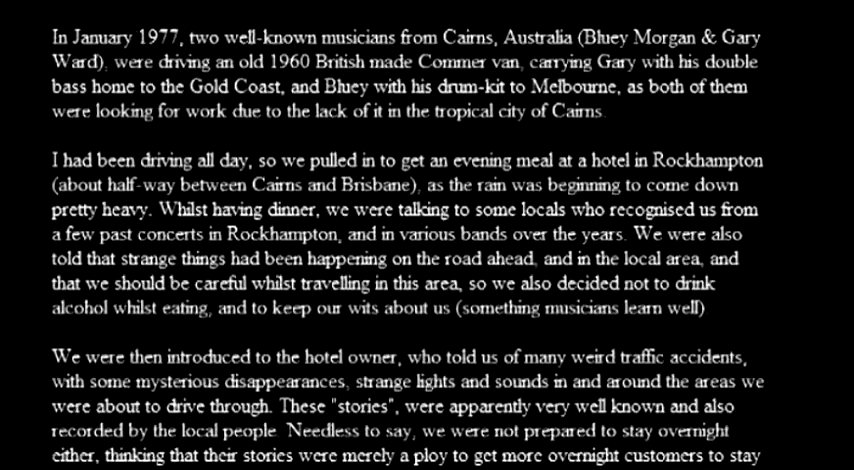 In January 1977, two well-known musicians from Cairns, Australia (Bluey Morgan & Gary
Ward), were driving an old 1960 British made Commer van, carrying Gary with his double
bass home to the Gold Coast, and Bluey with his drum-kit to Melbourne, as both of them
were looking for work due to the lack of it in the tropical city of Cairns.
I had been driving all day, so we pulled in to get an evening meal at a hotel in Rockhampton
(about half-way between Cairns and Brisbane), as the rain was beginning to come down
pretty heavy. Whilst having dinner, we were talking to some locals who recognised us from
a few past concerts in Rockhampton, and in various bands over the years. We were also
told that strange things had been happening on the road ahead, and in the local area, and
that we should be careful whilst travelling in this area, so we also decided not to drink
alcohol whilst eating, and to keep our wits about us (something musicians learn well)
We were then introduced to the hotel owner, who told us of many weird traffic accidents,
with some mysterious disappearances, strange lights and sounds in and around the areas we
were about to drive through. These "stories", were apparently very well known and also
recorded by the local people. Needless to say, we were not prepared to stay overnight
either, thinking that their stories were merely a ploy to get more overnight customers to stay